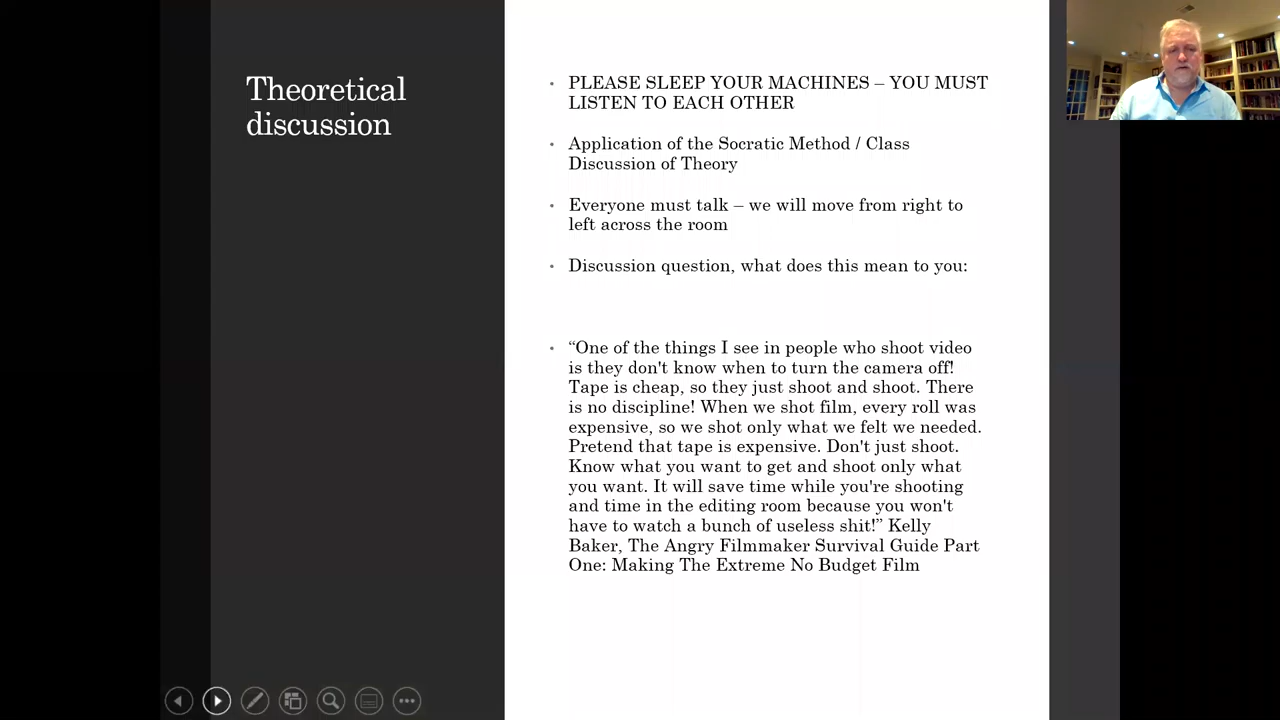 Theoretical
discussion
PLEASE SLEEP YOUR MACHINES – YOU MUST
LISTEN TO EACH OTHER
Application of the Socratic Method / Class
Discussion of Theory
Everyone must talk – we will move from right to
left across the room
Discussion question, what does this mean to you:
“One of the things I see in people who shoot video
is they don't know when to turn the camera off!
Tape is cheap, so they just shoot and shoot. There
is no discipline! When we shot film, every roll was
expensive, so we shot only what we felt we needed.
Pretend that tape is expensive. Don't just shoot.
Know what you want to get and shoot only what
you want. It will save time while you're shooting
and time in the editing room because you won't
have to watch a bunch of useless shit!” Kelly
Baker, The Angry Filmmaker Survival Guide Part
One: Making The Extreme No Budget Film